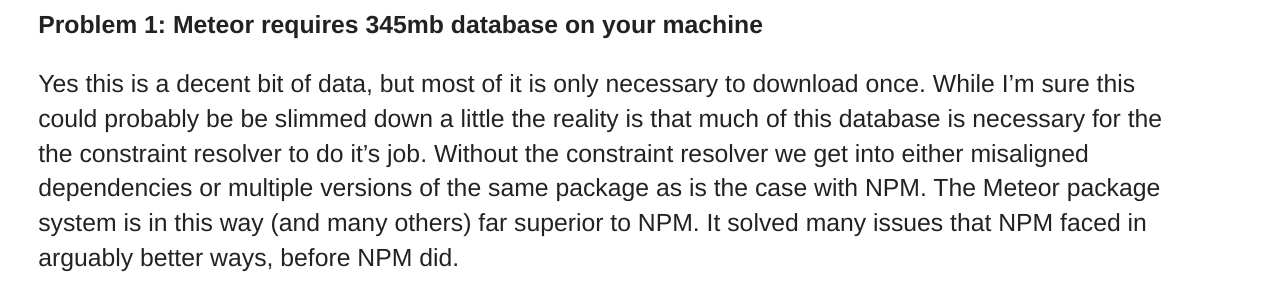 Problem 1: Meteor requires 345mb database on your machine
Yes this is a decent bit of data, but most of it is only necessary to download once. While I’m sure this
could probably be be slimmed down a little the reality is that much of this database is necessary for the
the constraint resolver to do it’s job. Without the constraint resolver we get into either misaligned
dependencies or multiple versions of the same package as is the case with NPM. The Meteor package
system is in this way (and many others) far superior to NPM. It solved many issues that NPM faced in
arguably better ways, before NPM did.